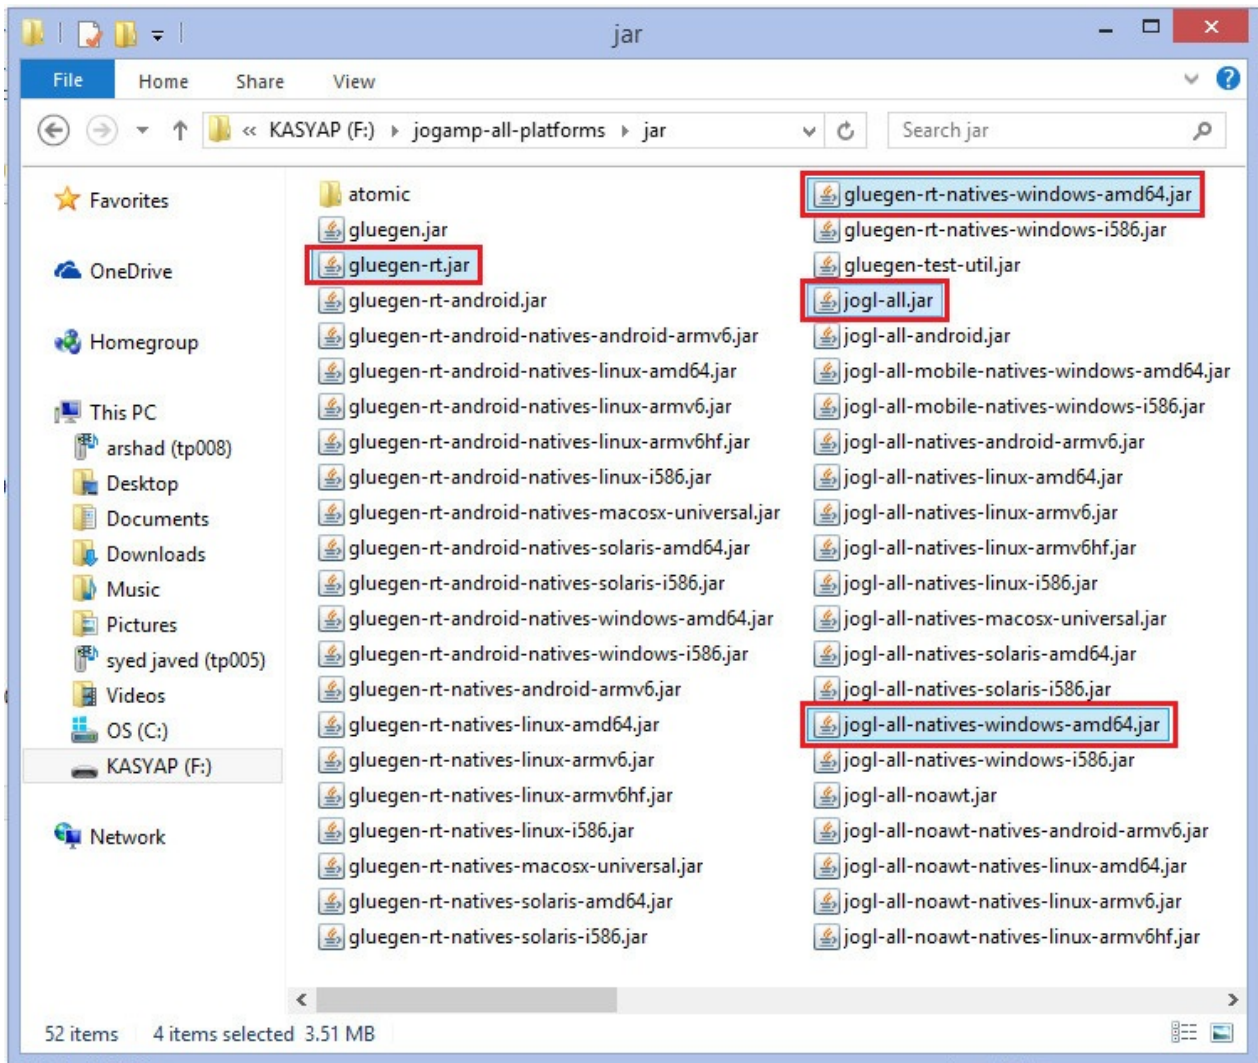 jar
File Home Share View
« KASYAP (F:) jogamp-all-platforms jar Search jar
Favorites
OneDrive
Homegroup
This PC
arshad (tp008)
Desktop
Documents
Downloads
Music
Pictures
syed javed (tp005)
Videos
OS (C:)
KASYAP (F:)
Network
atomic
gluegen.jar
gluegen-rt.jar
gluegen-rt-android.jar
gluegen-rt-android-natives-android-armv6.jar
gluegen-rt-android-natives-linux-amd64.jar
gluegen-rt-android-natives-linux-armv6.jar
gluegen-rt-android-natives-linux-armv6hf.jar
gluegen-rt-android-natives-linux-i586.jar
gluegen-rt-android-natives-macosx-universal.jar
gluegen-rt-android-natives-solaris-amd64.jar
gluegen-rt-android-natives-solaris-i586.jar
gluegen-rt-android-natives-windows-amd64.jar
gluegen-rt-android-natives-windows-i586.jar
gluegen-rt-natives-android-armv6.jar
gluegen-rt-natives-linux-amd64.jar
gluegen-rt-natives-linux-armv6.jar
gluegen-rt-natives-linux-armv6hf.jar
gluegen-rt-natives-linux-i586.jar
gluegen-rt-natives-macosx-universal.jar
gluegen-rt-natives-solaris-amd64.jar
gluegen-rt-natives-solaris-i586.jar
gluegen-rt-natives-windows-amd64.jar
gluegen-rt-natives-windows-i586.jar
gluegen-test-util.jar
jogl-all.jar
jogl-all-android.jar
jogl-all-mobile-natives-windows-amd64.jar
jogl-all-mobile-natives-windows-i586.jar
jogl-all-natives-android-armv6.jar
jogl-all-natives-linux-amd64.jar
jogl-all-natives-linux-armv6.jar
jogl-all-natives-linux-armv6hf.jar
jogl-all-natives-linux-i586.jar
jogl-all-natives-macosx-universal.jar
jogl-all-natives-solaris-amd64.jar
jogl-all-natives-solaris-i586.jar
jogl-all-natives-windows-amd64.jar
jogl-all-natives-windows-i586.jar
jogl-all-noawt.jar
jogl-all-noawt-natives-android-armv6.jar
jogl-all-noawt-natives-linux-amd64.jar
jogl-all-noawt-natives-linux-armv6.jar
jogl-all-noawt-natives-linux-armv6hf.jar
52 items 4 items selected 3.51 MB